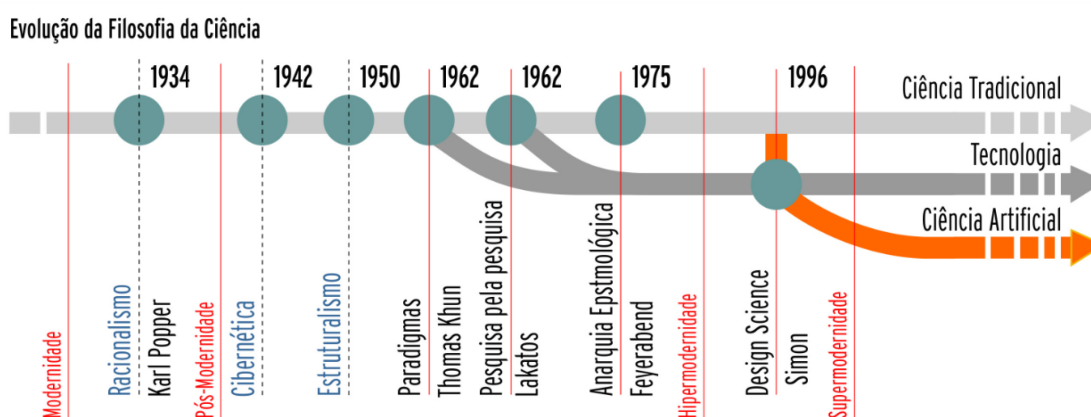 Evolução da Filosofia da Ciência
1934
1942
1950
1962
1962
1975
1996
Ciência Tradicional
Tecnologia
Ciência Artificial
Modernidade
Racionalismo
Karl Popper
Pós-Modernidade
Cibernética
Estruturalismo
Paradigmas
Thomas Khun
Pesquisa pela pesquisa
Lakatos
Anarquia Epstmológica
Feyerabend
Hipermodernidade
Design Science
Simon
Supermodernidade